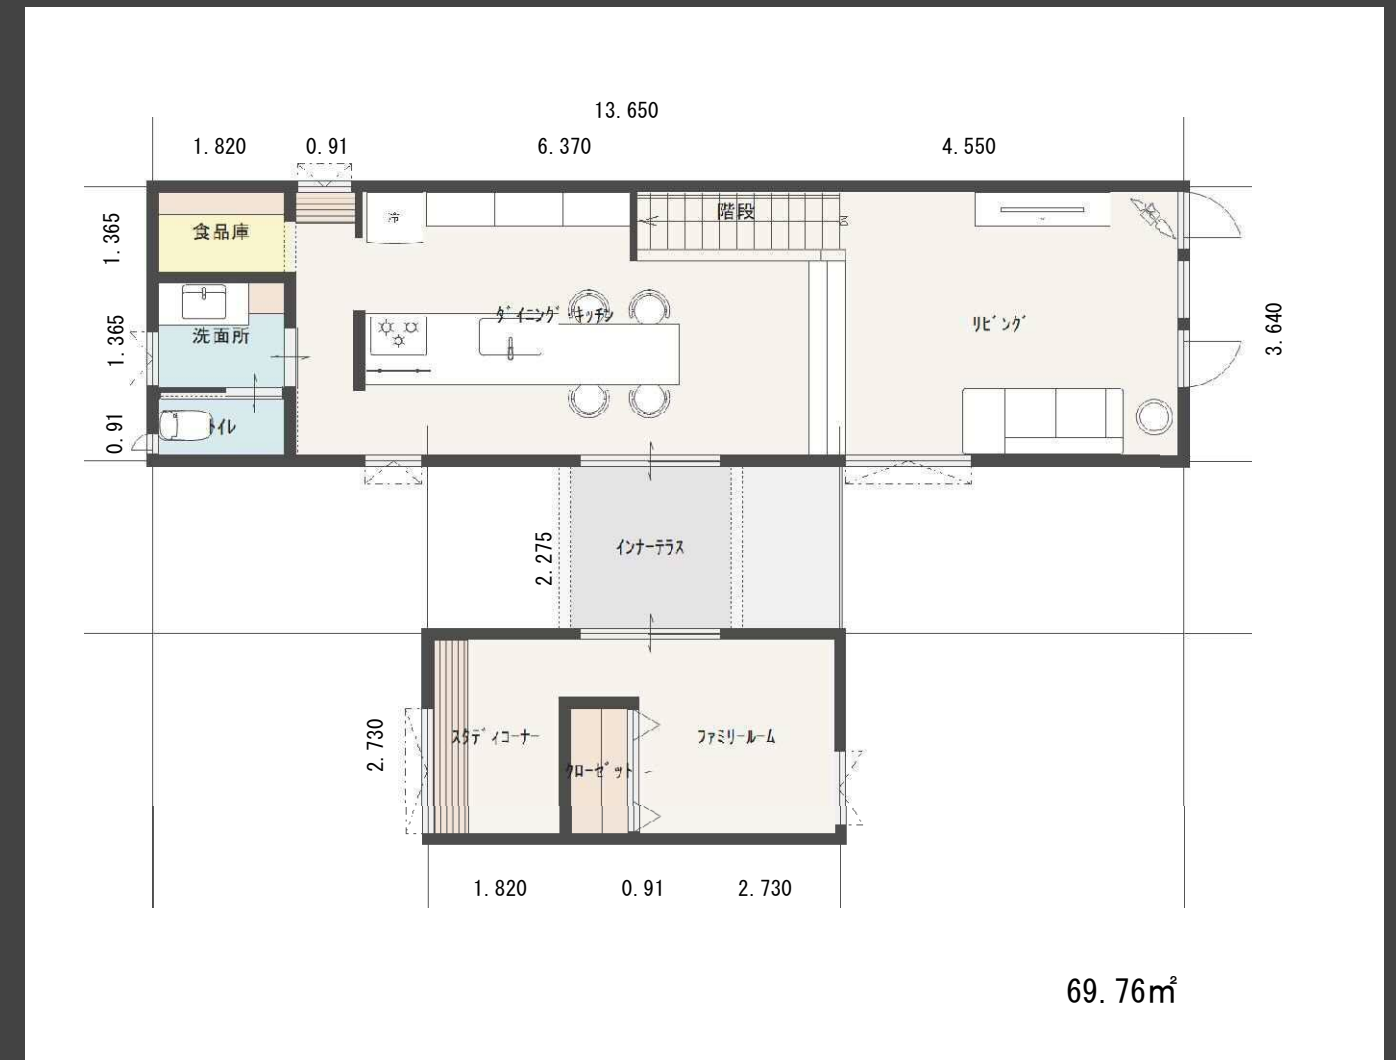 13.650
1.820
0.91
6.370
4.550
1.365
食品庫
冷
階段
1.365
洗面所
ダイニング・キッチン
リビング
3.640
0.91
トイレ
2.275
インナーテラス
2.730
スタディコーナー
クローゼット
ファミリールーム
1.820
0.91
2.730
69.76㎡